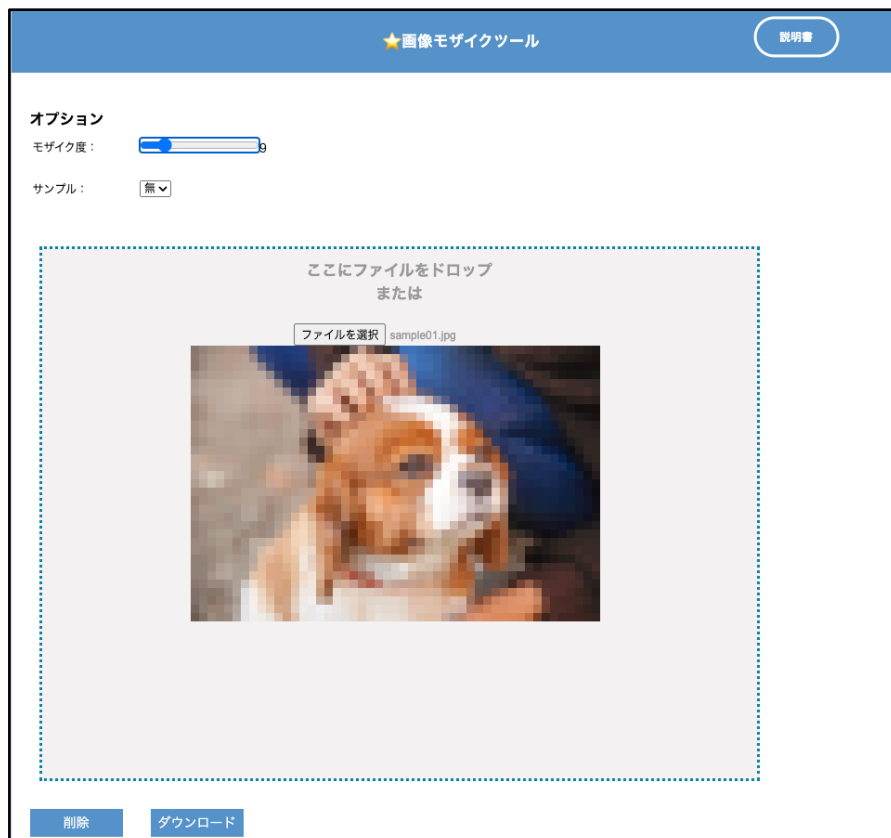 ⭐画像モザイクツール
説明書
オプション
モザイク度：
9
サンプル：
無
ここにファイルをドロップ
または
ファイルを選択 sample01.jpg
削除
ダウンロード